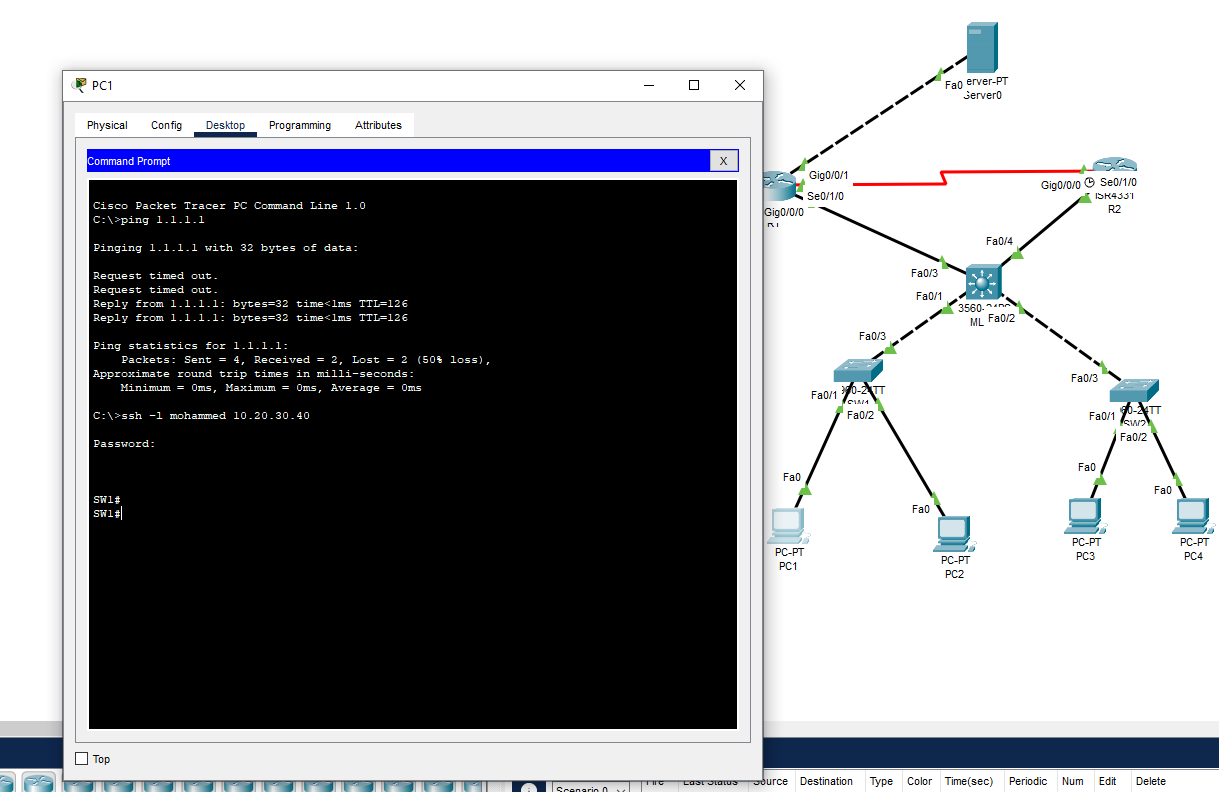 PC1
Physical Config Desktop Programming Attributes
Command Prompt
X
Cisco Packet Tracer PC Command Line 1.0
C:\>ping 1.1.1.1
Pinging 1.1.1.1 with 32 bytes of data:
Request timed out.
Request timed out.
Reply from 1.1.1.1: bytes=32 time<1ms TTL=126
Reply from 1.1.1.1: bytes=32 time<1ms TTL=126
Ping statistics for 1.1.1.1:
Packets: Sent = 4, Received = 2, Lost = 2 (50% loss),
Approximate round trip times in milli-seconds:
Minimum = 0ms, Maximum = 0ms, Average = 0ms
C:\>ssh -l mohammed 10.20.30.40
Password:
SW1#
SW1#
Top
Fa0
erver-PT
Server0
Gig0/0/1
Se0/1/0
Gig0/0/0
R1
Gig0/0/0
Se0/1/0
ISR4331
R2
Fa0/4
Fa0/3
Fa0/1
3560-24PS
ML
Fa0/2
Fa0/3
Fa0/1
60-24TT
SW1
Fa0/2
Fa0/3
Fa0/1
60-24TT
SW2
Fa0/2
Fa0
PC-PT
PC1
Fa0
PC-PT
PC2
Fa0
PC-PT
PC3
Fa0
PC-PT
PC4
Scenario 0
Fire Last Status Source Destination Type Color Time(sec) Periodic Num Edit Delete